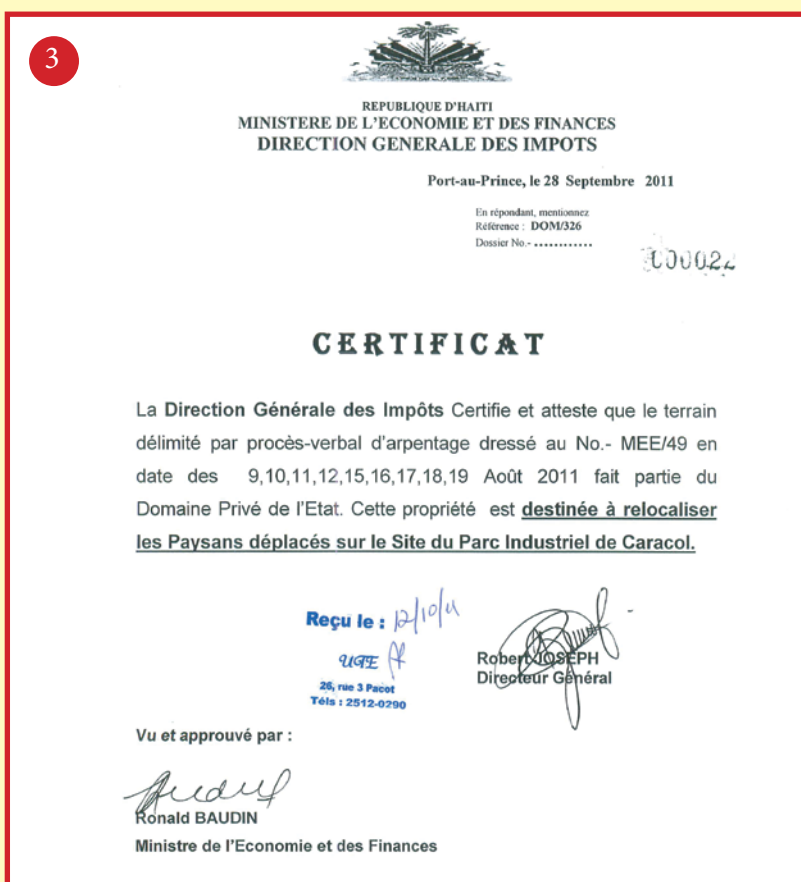 3
REPUBLIQUE D'HAITI
MINISTERE DE L'ECONOMIE ET DES FINANCES
DIRECTION GENERALE DES IMPOTS
Port-au-Prince, le 28 Septembre 2011
En répondant, mentionnez
Référence : DOM/326
Dossier No.- ............
000022
CERTIFICAT
La Direction Générale des Impôts Certifie et atteste que le terrain
délimité par procès-verbal d'arpentage dressé au No.- MEE/49 en
date des 9,10,11,12,15,16,17,18,19 Août 2011 fait partie du
Domaine Privé de l'Etat. Cette propriété est destinée à relocaliser
les Paysans déplacés sur le Site du Parc Industriel de Caracol.
Reçu le : 12/10/11
UGTE
26, rue 3 Pacot
Téls : 2512-0290
Robert JOSEPH
Directeur Général
Vu et approuvé par :
Ronald BAUDIN
Ministre de l'Economie et des Finances